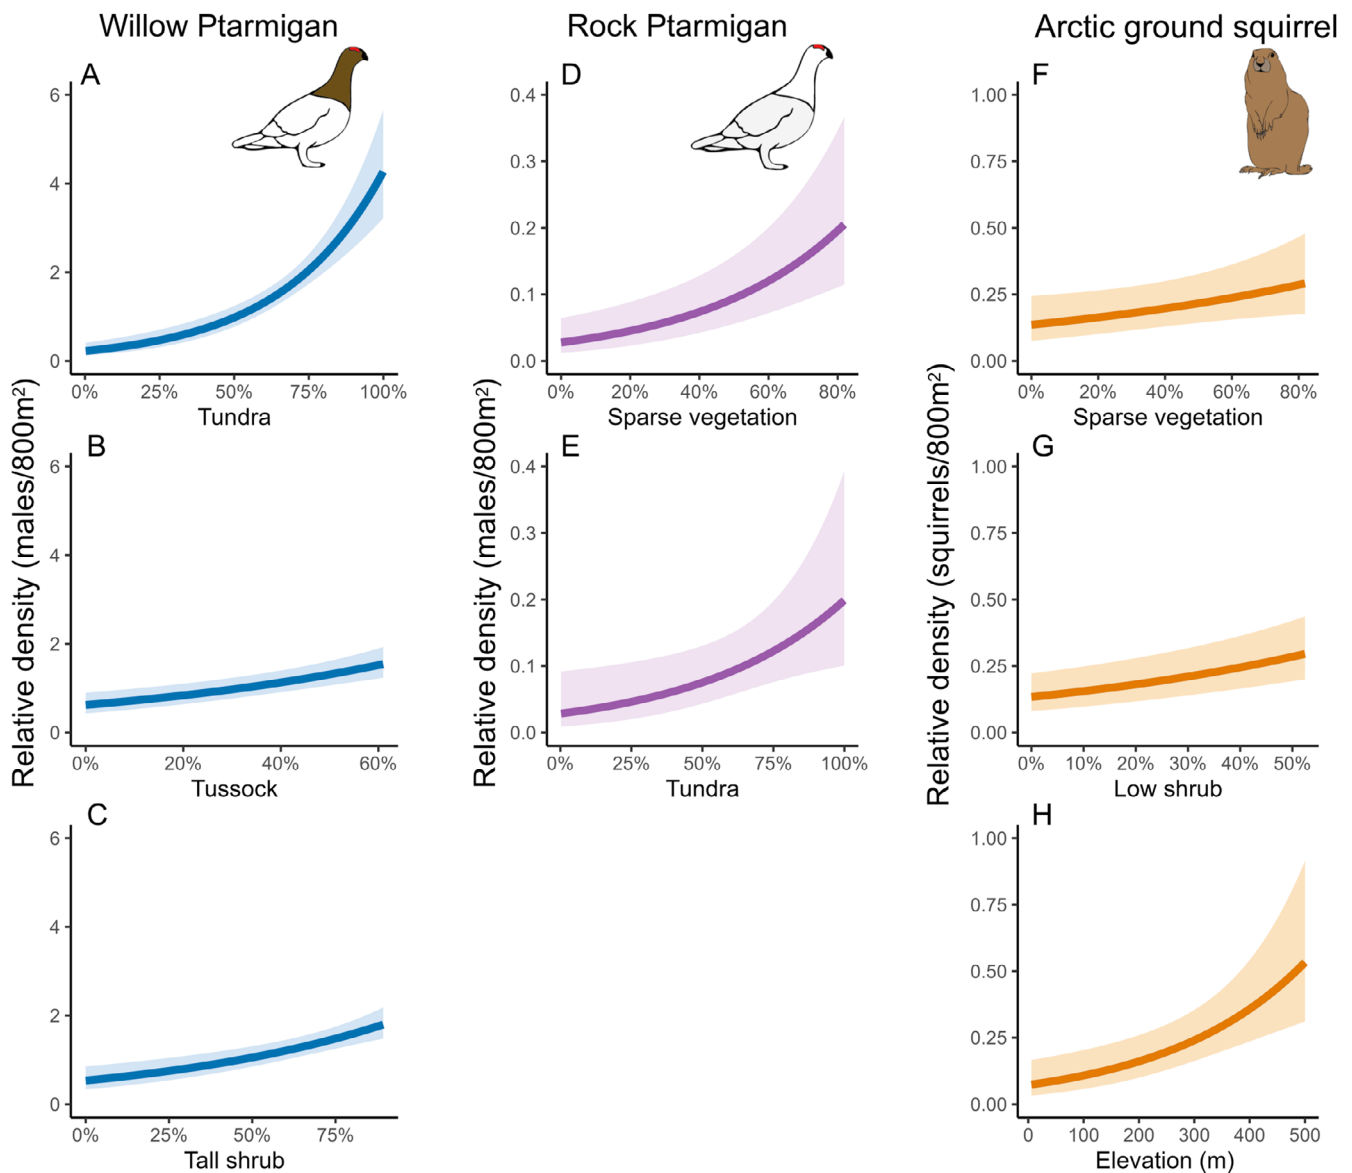 Willow Ptarmigan
Rock Ptarmigan
Arctic ground squirrel
A
6
4
2
0
0% 25% 50% 75% 100%
Tundra
D
0.4
0.3
0.2
0.1
0.0
0% 20% 40% 60% 80%
Sparse vegetation
F
1.00
0.75
0.50
0.25
0.00
0% 20% 40% 60% 80%
Sparse vegetation
Relative density (males/800m²)
Relative density (males/800m²)
Relative density (squirrels/800m²)
B
6
4
2
0
0% 20% 40% 60%
Tussock
E
0.4
0.3
0.2
0.1
0.0
0% 25% 50% 75% 100%
Tundra
G
1.00
0.75
0.50
0.25
0.00
0% 10% 20% 30% 40% 50%
Low shrub
C
6
4
2
0
0% 25% 50% 75%
Tall shrub
H
1.00
0.75
0.50
0.25
0.00
0 100 200 300 400 500
Elevation (m)